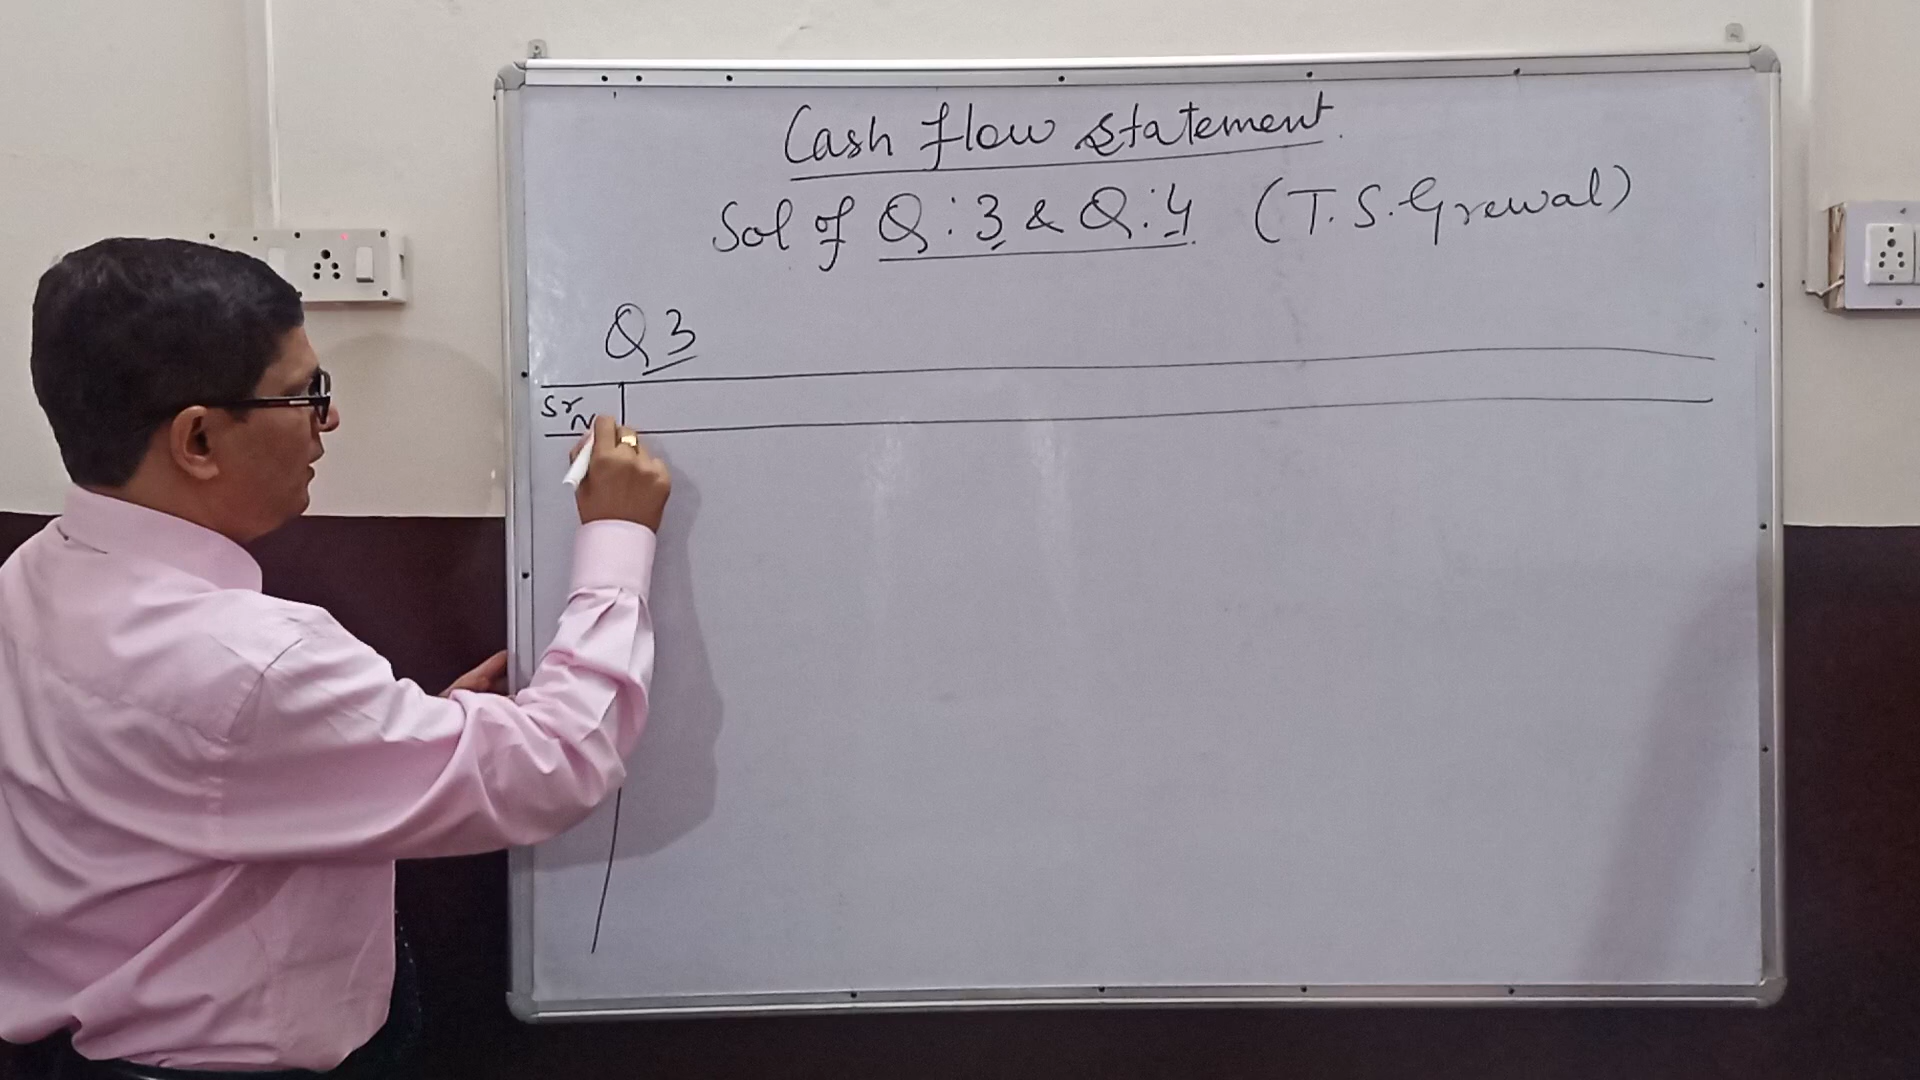 Cash flow Statement.
Sol of Q:3 & Q:4 (T.S.Grewal)
Q3
Sr
N